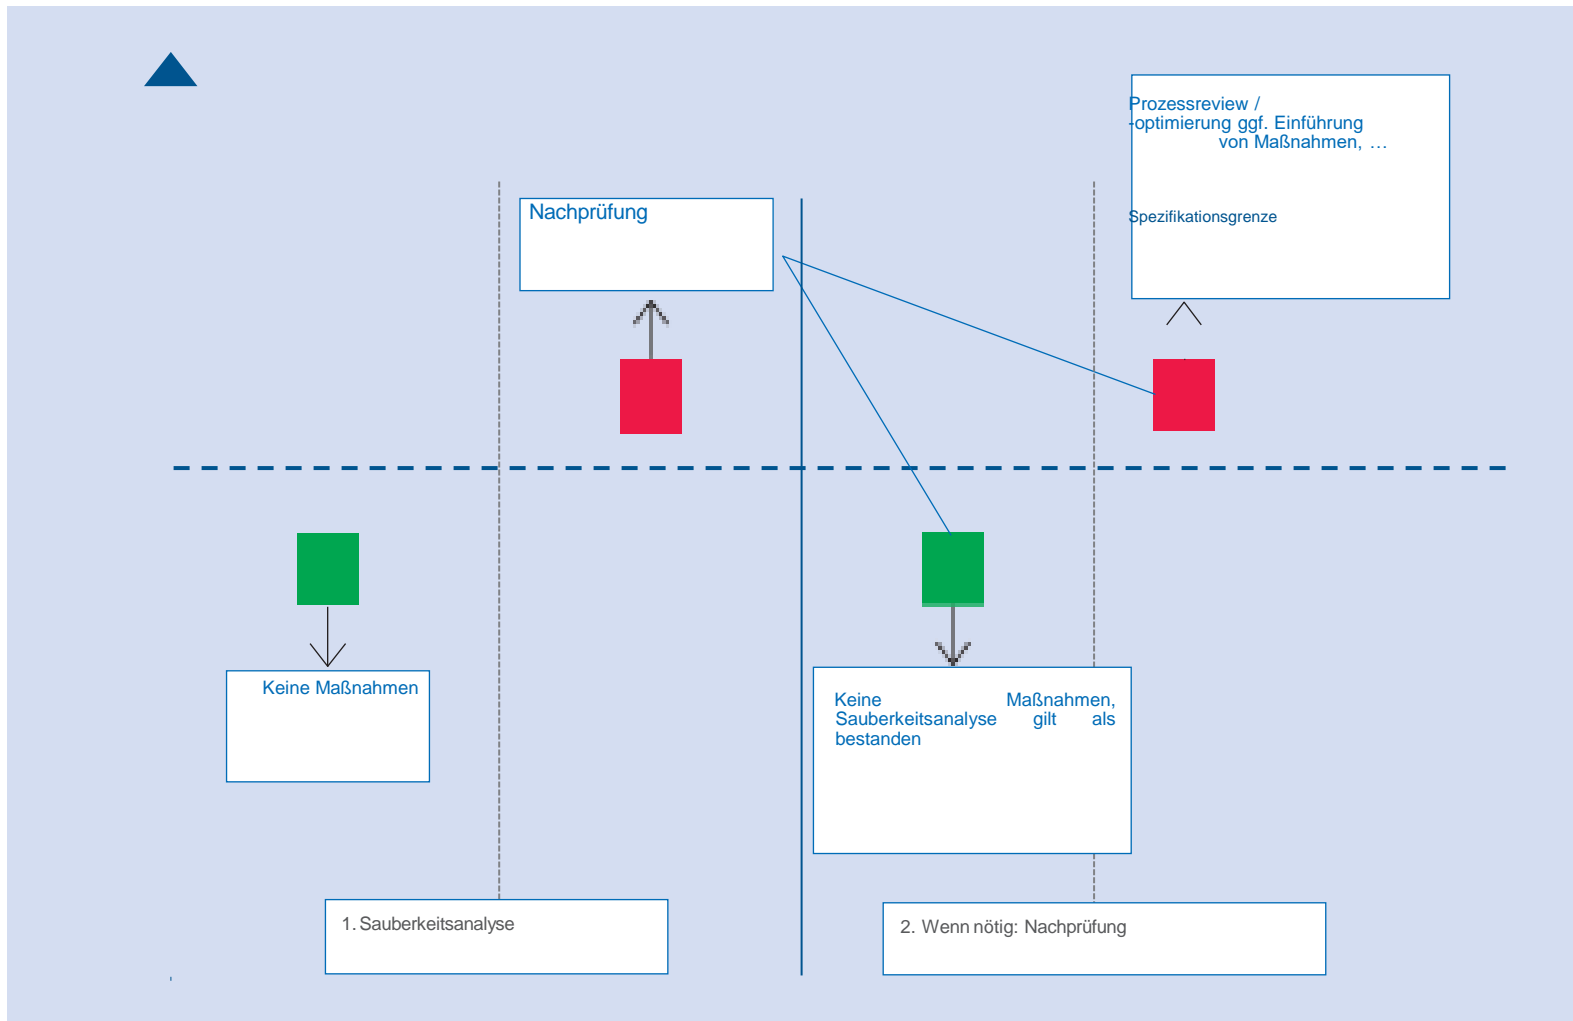 Prozessreview /
-optimierung ggf. Einführung
von Maßnahmen, …
Spezifikationsgrenze
Nachprüfung
Keine Maßnahmen
Keine Maßnahmen,
Sauberkeitsanalyse gilt als
bestanden
1. Sauberkeitsanalyse
2. Wenn nötig: Nachprüfung